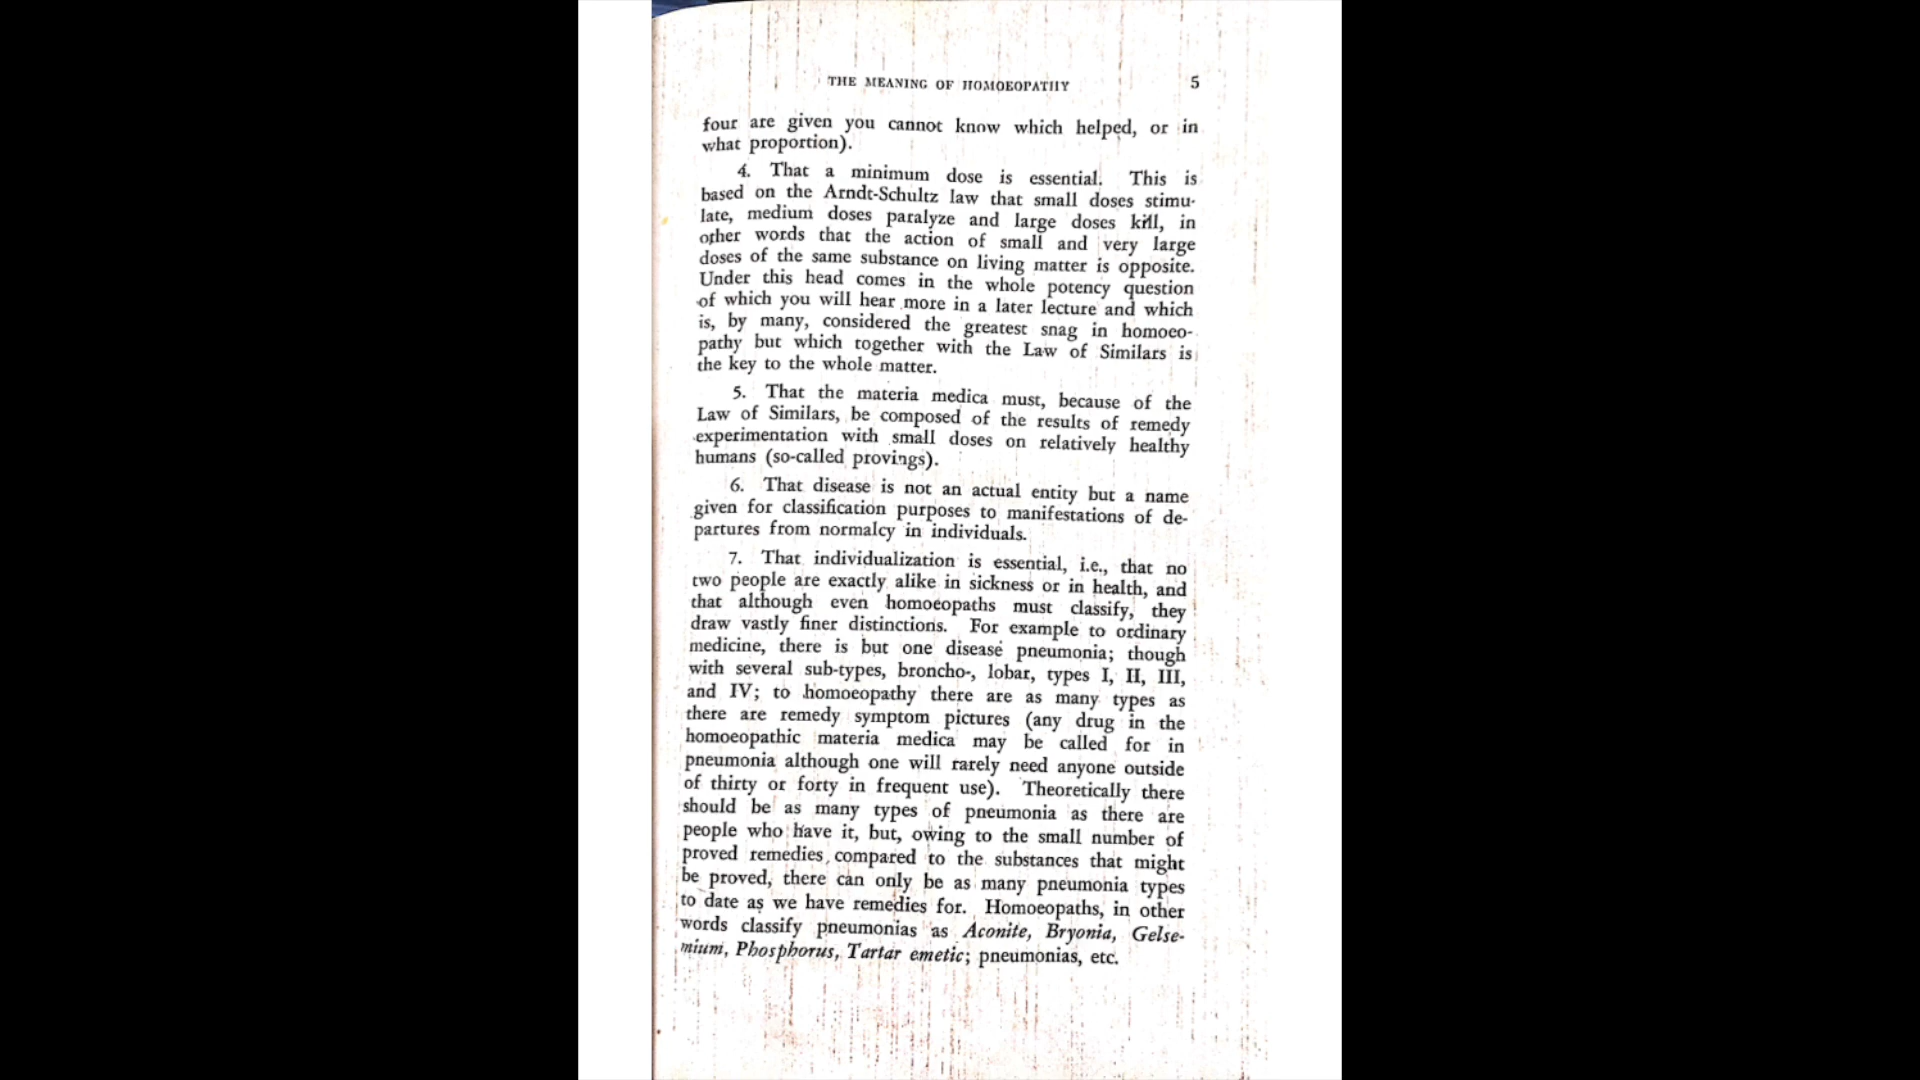 THE MEANING OF HOMOEOPATHY 5
four are given you cannot know which helped, or in
what proportion).
4. That a minimum dose is essential. This is
based on the Arndt-Schultz law that small doses stimu-
late, medium doses paralyze and large doses kill, in
other words that the action of small and very large
doses of the same substance on living matter is opposite.
Under this head comes in the whole potency question
of which you will hear more in a later lecture and which
is, by many, considered the greatest snag in homoeo-
pathy but which together with the Law of Similars is
the key to the whole matter.
5. That the materia medica must, because of the
Law of Similars, be composed of the results of remedy
experimentation with small doses on relatively healthy
humans (so-called provings).
6. That disease is not an actual entity but a name
given for classification purposes to manifestations of de-
partures from normalcy in individuals.
7. That individualization is essential, i.e., that no
two people are exactly alike in sickness or in health, and
that although even homoeopaths must classify, they
draw vastly finer distinctions. For example to ordinary
medicine, there is but one disease pneumonia; though
with several sub-types, broncho-, lobar, types I, II, III,
and IV; to homoeopathy there are as many types as
there are remedy symptom pictures (any drug in the
homoeopathic materia medica may be called for in
pneumonia although one will rarely need anyone outside
of thirty or forty in frequent use). Theoretically there
should be as many types of pneumonia as there are
people who have it, but, owing to the small number of
proved remedies compared to the substances that might
be proved, there can only be as many pneumonia types
to date as we have remedies for. Homoeopaths, in other
words classify pneumonias as Aconite, Bryonia, Gelse-
mium, Phosphorus, Tartar emetic; pneumonias, etc.